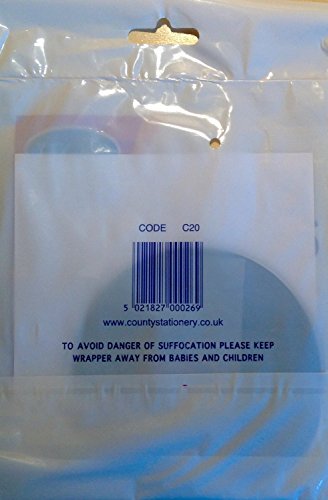 CODE C20
5 021827 000269
www.countystationery.co.uk
TO AVOID DANGER OF SUFFOCATION PLEASE KEEP
WRAPPER AWAY FROM BABIES AND CHILDREN